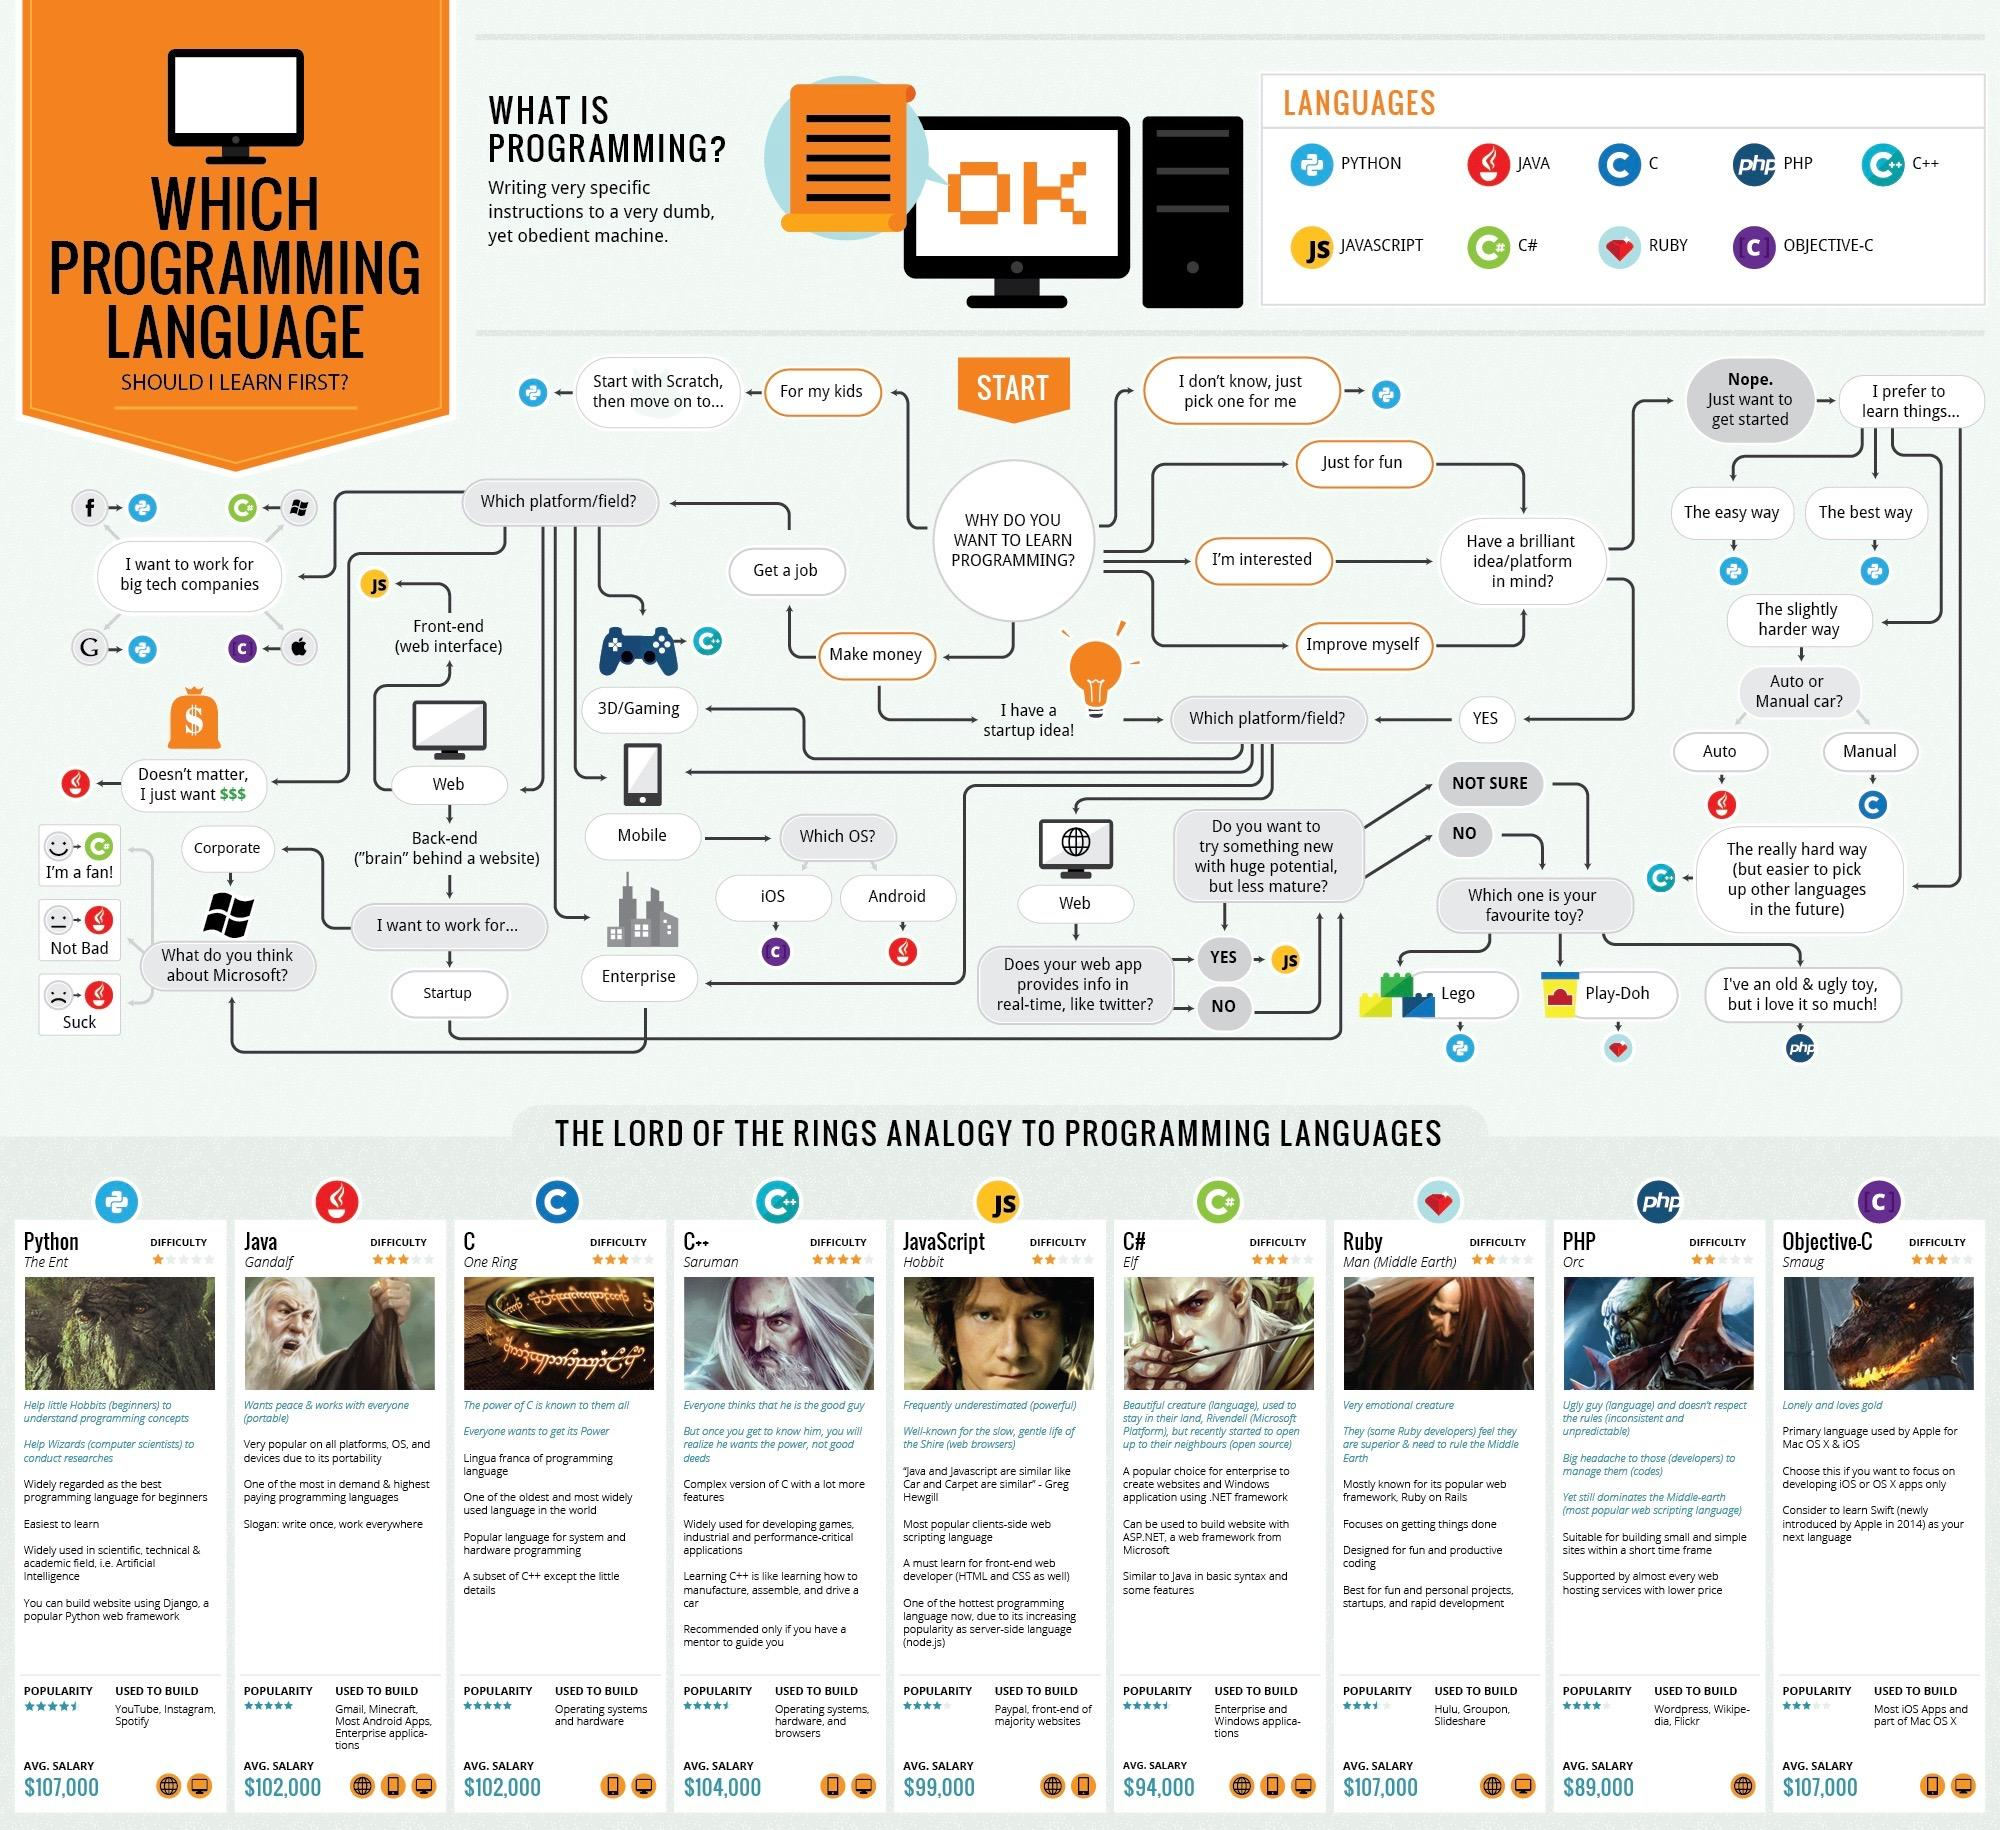 WHICH
PROGRAMMING
LANGUAGE
SHOULD I LEARN FIRST?
WHAT IS
PROGRAMMING?
Writing very specific
instructions to a very dumb,
yet obedient machine.
OK
LANGUAGES
PYTHON
JAVA
C
php PHP
C++ C++
JS JAVASCRIPT
C# C#
RUBY
[C] OBJECTIVE-C
START
WHY DO YOU
WANT TO LEARN
PROGRAMMING?
For my kids
Start with Scratch,
then move on to...
I don't know, just
pick one for me
Just for fun
I'm interested
Improve myself
Have a brilliant
idea/platform
in mind?
Nope.
Just want to
get started
I prefer to
learn things...
The easy way
The best way
The slightly
harder way
Auto or
Manual car?
Auto
Manual
C
The really hard way
(but easier to pick
up other languages
in the future)
C++
YES
Which platform/field?
Make money
I have a
startup idea!
Get a job
Which platform/field?
I want to work for
big tech companies
f
C#
G
[C]
$
Doesn't matter,
I just want $$$
JS
Front-end
(web interface)
Web
Back-end
("brain" behind a website)
I want to work for...
Corporate
Startup
What do you think
about Microsoft?
C#
I'm a fan!
Not Bad
Suck
C++
3D/Gaming
Mobile
Which OS?
iOS
Android
[C]
Enterprise
Web
Does your web app
provides info in
real-time, like twitter?
YES
JS
NO
Do you want to
try something new
with huge potential,
but less mature?
NOT SURE
NO
Which one is your
favourite toy?
Lego
Play-Doh
I've an old & ugly toy,
but i love it so much!
php
THE LORD OF THE RINGS ANALOGY TO PROGRAMMING LANGUAGES
Python
DIFFICULTY
The Ent
Help little Hobbits (beginners) to
understand programming concepts
Help Wizards (computer scientists) to
conduct researches
Widely regarded as the best
programming language for beginners
Easiest to learn
Widely used in scientific, technical &
academic field, i.e. Artificial
Intelligence
You can build website using Django, a
popular Python web framework
POPULARITY
USED TO BUILD
YouTube, Instagram,
Spotify
AVG. SALARY
$107,000
Java
DIFFICULTY
Gandalf
Wants peace & works with everyone
(portable)
Very popular on all platforms, OS, and
devices due to its portability
One of the most in demand & highest
paying programming languages
Slogan: write once, work everywhere
POPULARITY
USED TO BUILD
Gmail, Minecraft,
Most Android Apps,
Enterprise applica-
tions
AVG. SALARY
$102,000
C
C
DIFFICULTY
One Ring
The power of C is known to them all
Everyone wants to get its Power
Lingua franca of programming
language
One of the oldest and most widely
used language in the world
Popular language for system and
hardware programming
A subset of C++ except the little
details
POPULARITY
USED TO BUILD
Operating systems
and hardware
AVG. SALARY
$102,000
C++
C++
DIFFICULTY
Saruman
Everyone thinks that he is the good guy
But once you get to know him, you will
realize he wants the power, not good
deeds
Complex version of C with a lot more
features
Widely used for developing games,
industrial and performance-critical
applications
Learning C++ is like learning how to
manufacture, assemble, and drive a
car
Recommended only if you have a
mentor to guide you
POPULARITY
USED TO BUILD
Operating systems,
hardware, and
browsers
AVG. SALARY
$104,000
JS
JavaScript
DIFFICULTY
Hobbit
Frequently underestimated (powerful)
Well-known for the slow, gentle life of
the Shire (web browsers)
"Java and Javascript are similar like
Car and Carpet are similar" - Greg
Hewgill
Most popular clients-side web
scripting language
A must learn for front-end web
developer (HTML and CSS as well)
One of the hottest programming
language now, due to its increasing
popularity as server-side language
(node.js)
POPULARITY
USED TO BUILD
Paypal, front-end of
majority websites
AVG. SALARY
$99,000
C#
C#
DIFFICULTY
Elf
Beautiful creature (language), used to
stay in their land, Rivendell (Microsoft
Platform), but recently started to open
up to their neighbours (open source)
A popular choice for enterprise to
create websites and Windows
application using .NET framework
Can be used to build website with
ASP.NET, a web framework from
Microsoft
Similar to Java in basic syntax and
some features
POPULARITY
USED TO BUILD
Enterprise and
Windows applica-
tions
AVG. SALARY
$94,000
Ruby
DIFFICULTY
Man (Middle Earth)
Very emotional creature
They (some Ruby developers) feel they
are superior & need to rule the Middle
Earth
Mostly known for its popular web
framework, Ruby on Rails
Focuses on getting things done
Designed for fun and productive
coding
Best for fun and personal projects,
startups, and rapid development
POPULARITY
USED TO BUILD
Hulu, Groupon,
Slideshare
AVG. SALARY
$107,000
php
PHP
DIFFICULTY
Orc
Ugly guy (language) and doesn't respect
the rules (inconsistent and
unpredictable)
Big headache to those (developers) to
manage them (codes)
Yet still dominates the Middle-earth
(most popular web scripting language)
Suitable for building small and simple
sites within a short time frame
Supported by almost every web
hosting services with lower price
POPULARITY
USED TO BUILD
Wordpress, Wikipe-
dia, Flickr
AVG. SALARY
$89,000
[C]
Objective-C
DIFFICULTY
Smaug
Lonely and loves gold
Primary language used by Apple for
Mac OS X & iOS
Choose this if you want to focus on
developing iOS or OS X apps only
Consider to learn Swift (newly
introduced by Apple in 2014) as your
next language
POPULARITY
USED TO BUILD
Most iOS Apps and
part of Mac OS X
AVG. SALARY
$107,000